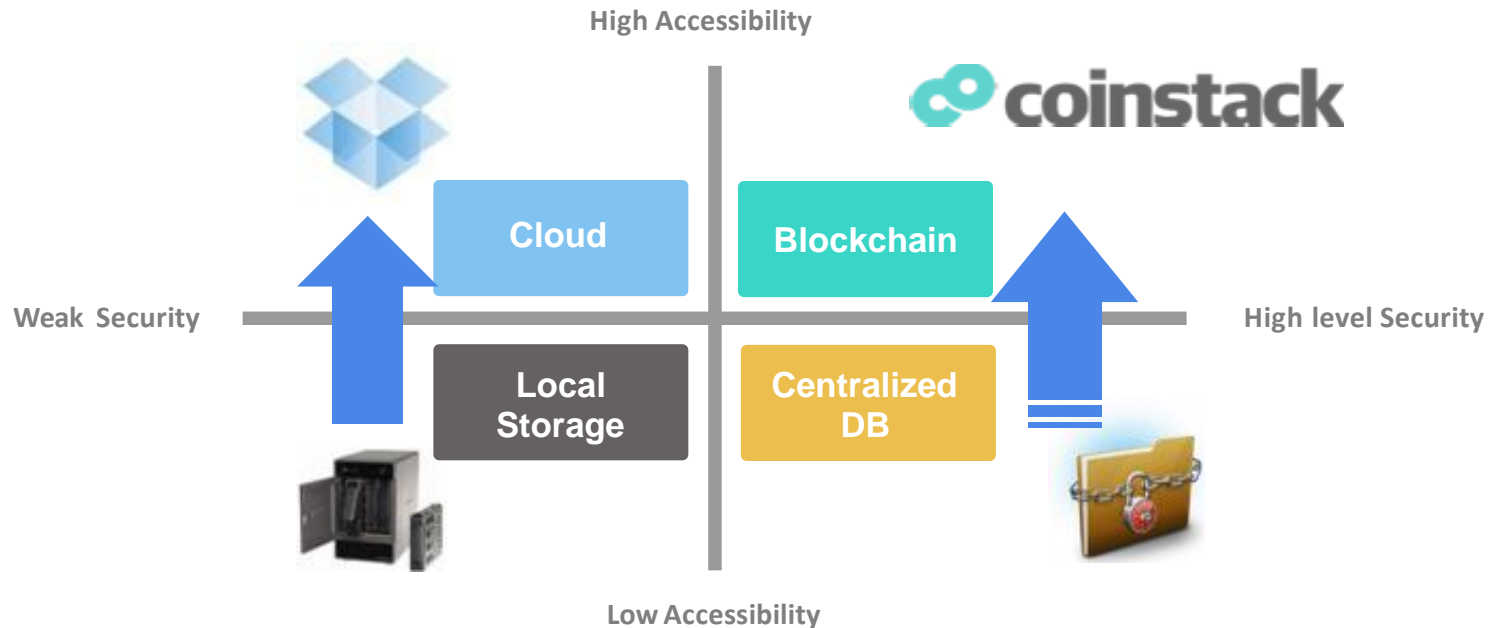 High Accessibility
coinstack
Cloud
Blockchain
Weak Security
High level Security
Local
Storage
Centralized
DB
Low Accessibility